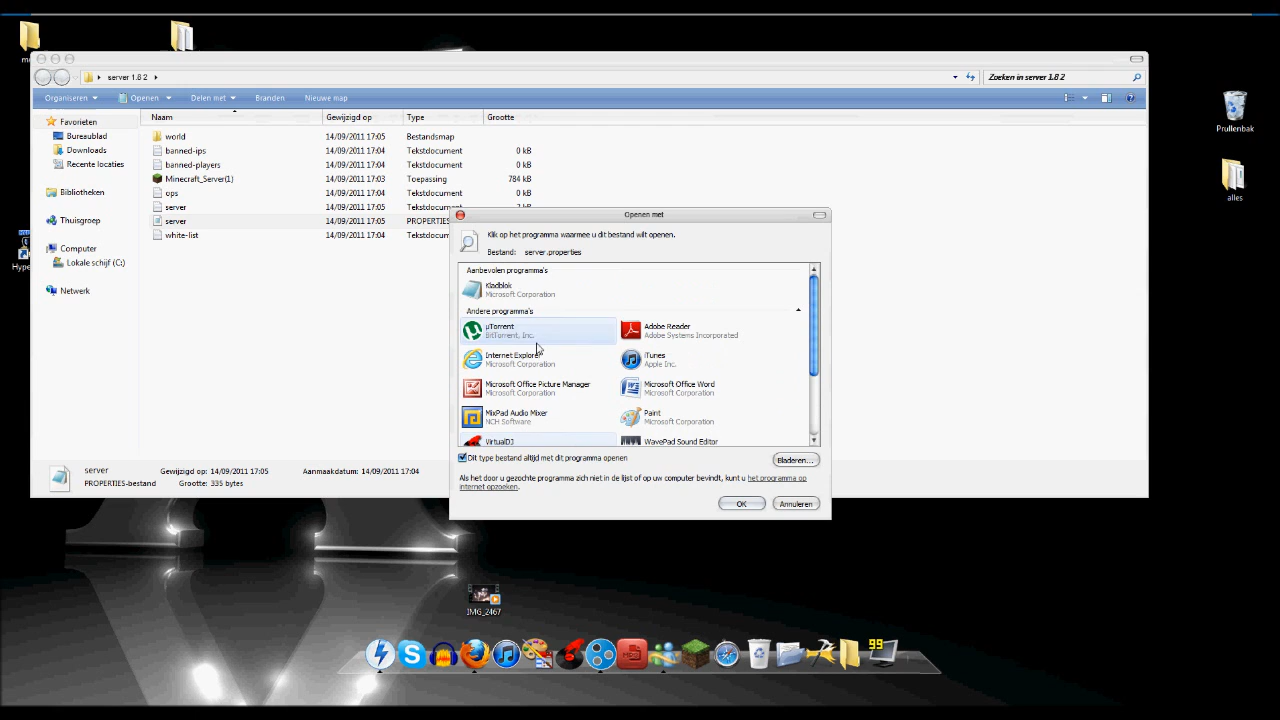 server 1.8 2
Zoeken in server 1.8 2
Organiseren Openen Delen met Branden Nieuwe map
Naam Gewijzigd op Type Grootte
Favorieten
Bureaublad
Downloads
Recente locaties
Bibliotheken
Thuisgroep
Computer
Lokale schijf (C:)
Netwerk
world 14/09/2011 17:05 Bestandsmap
banned-ips 14/09/2011 17:04 Tekstdocument 0 kB
banned-players 14/09/2011 17:04 Tekstdocument 0 kB
Minecraft_Server(1) 14/09/2011 17:03 Toepassing 784 kB
ops 14/09/2011 17:04 Tekstdocument 0 kB
server 14/09/2011 17:05 Tekstdocument
server 14/09/2011 17:05 PROPERTIES
white-list 14/09/2011 17:04 Tekstdocum
Openen met
Klik op het programma waarmee u dit bestand wilt openen.
Bestand: server.properties
Aanbevolen programma's
Kladblok
Microsoft Corporation
Andere programma's
µTorrent
BitTorrent, Inc.
Adobe Reader
Adobe Systems Incorporated
Internet Explore
Microsoft Corporation
iTunes
Apple Inc.
Microsoft Office Picture Manager
Microsoft Corporation
Microsoft Office Word
Microsoft Corporation
MixPad Audio Mixer
NCH Software
Paint
Microsoft Corporation
VirtualDJ
WavePad Sound Editor
Dit type bestand altijd met dit programma openen
Bladeren...
Als het door u gezochte programma zich niet in de lijst of op uw computer bevindt, kunt u het programma op
internet opzoeken.
OK Annuleren
server Gewijzigd op: 14/09/2011 17:05 Aanmaakdatum: 14/09/2011 17:04
PROPERTIES-bestand Grootte: 335 bytes
Prullenbak
alles
Hype
IMG_2467
99